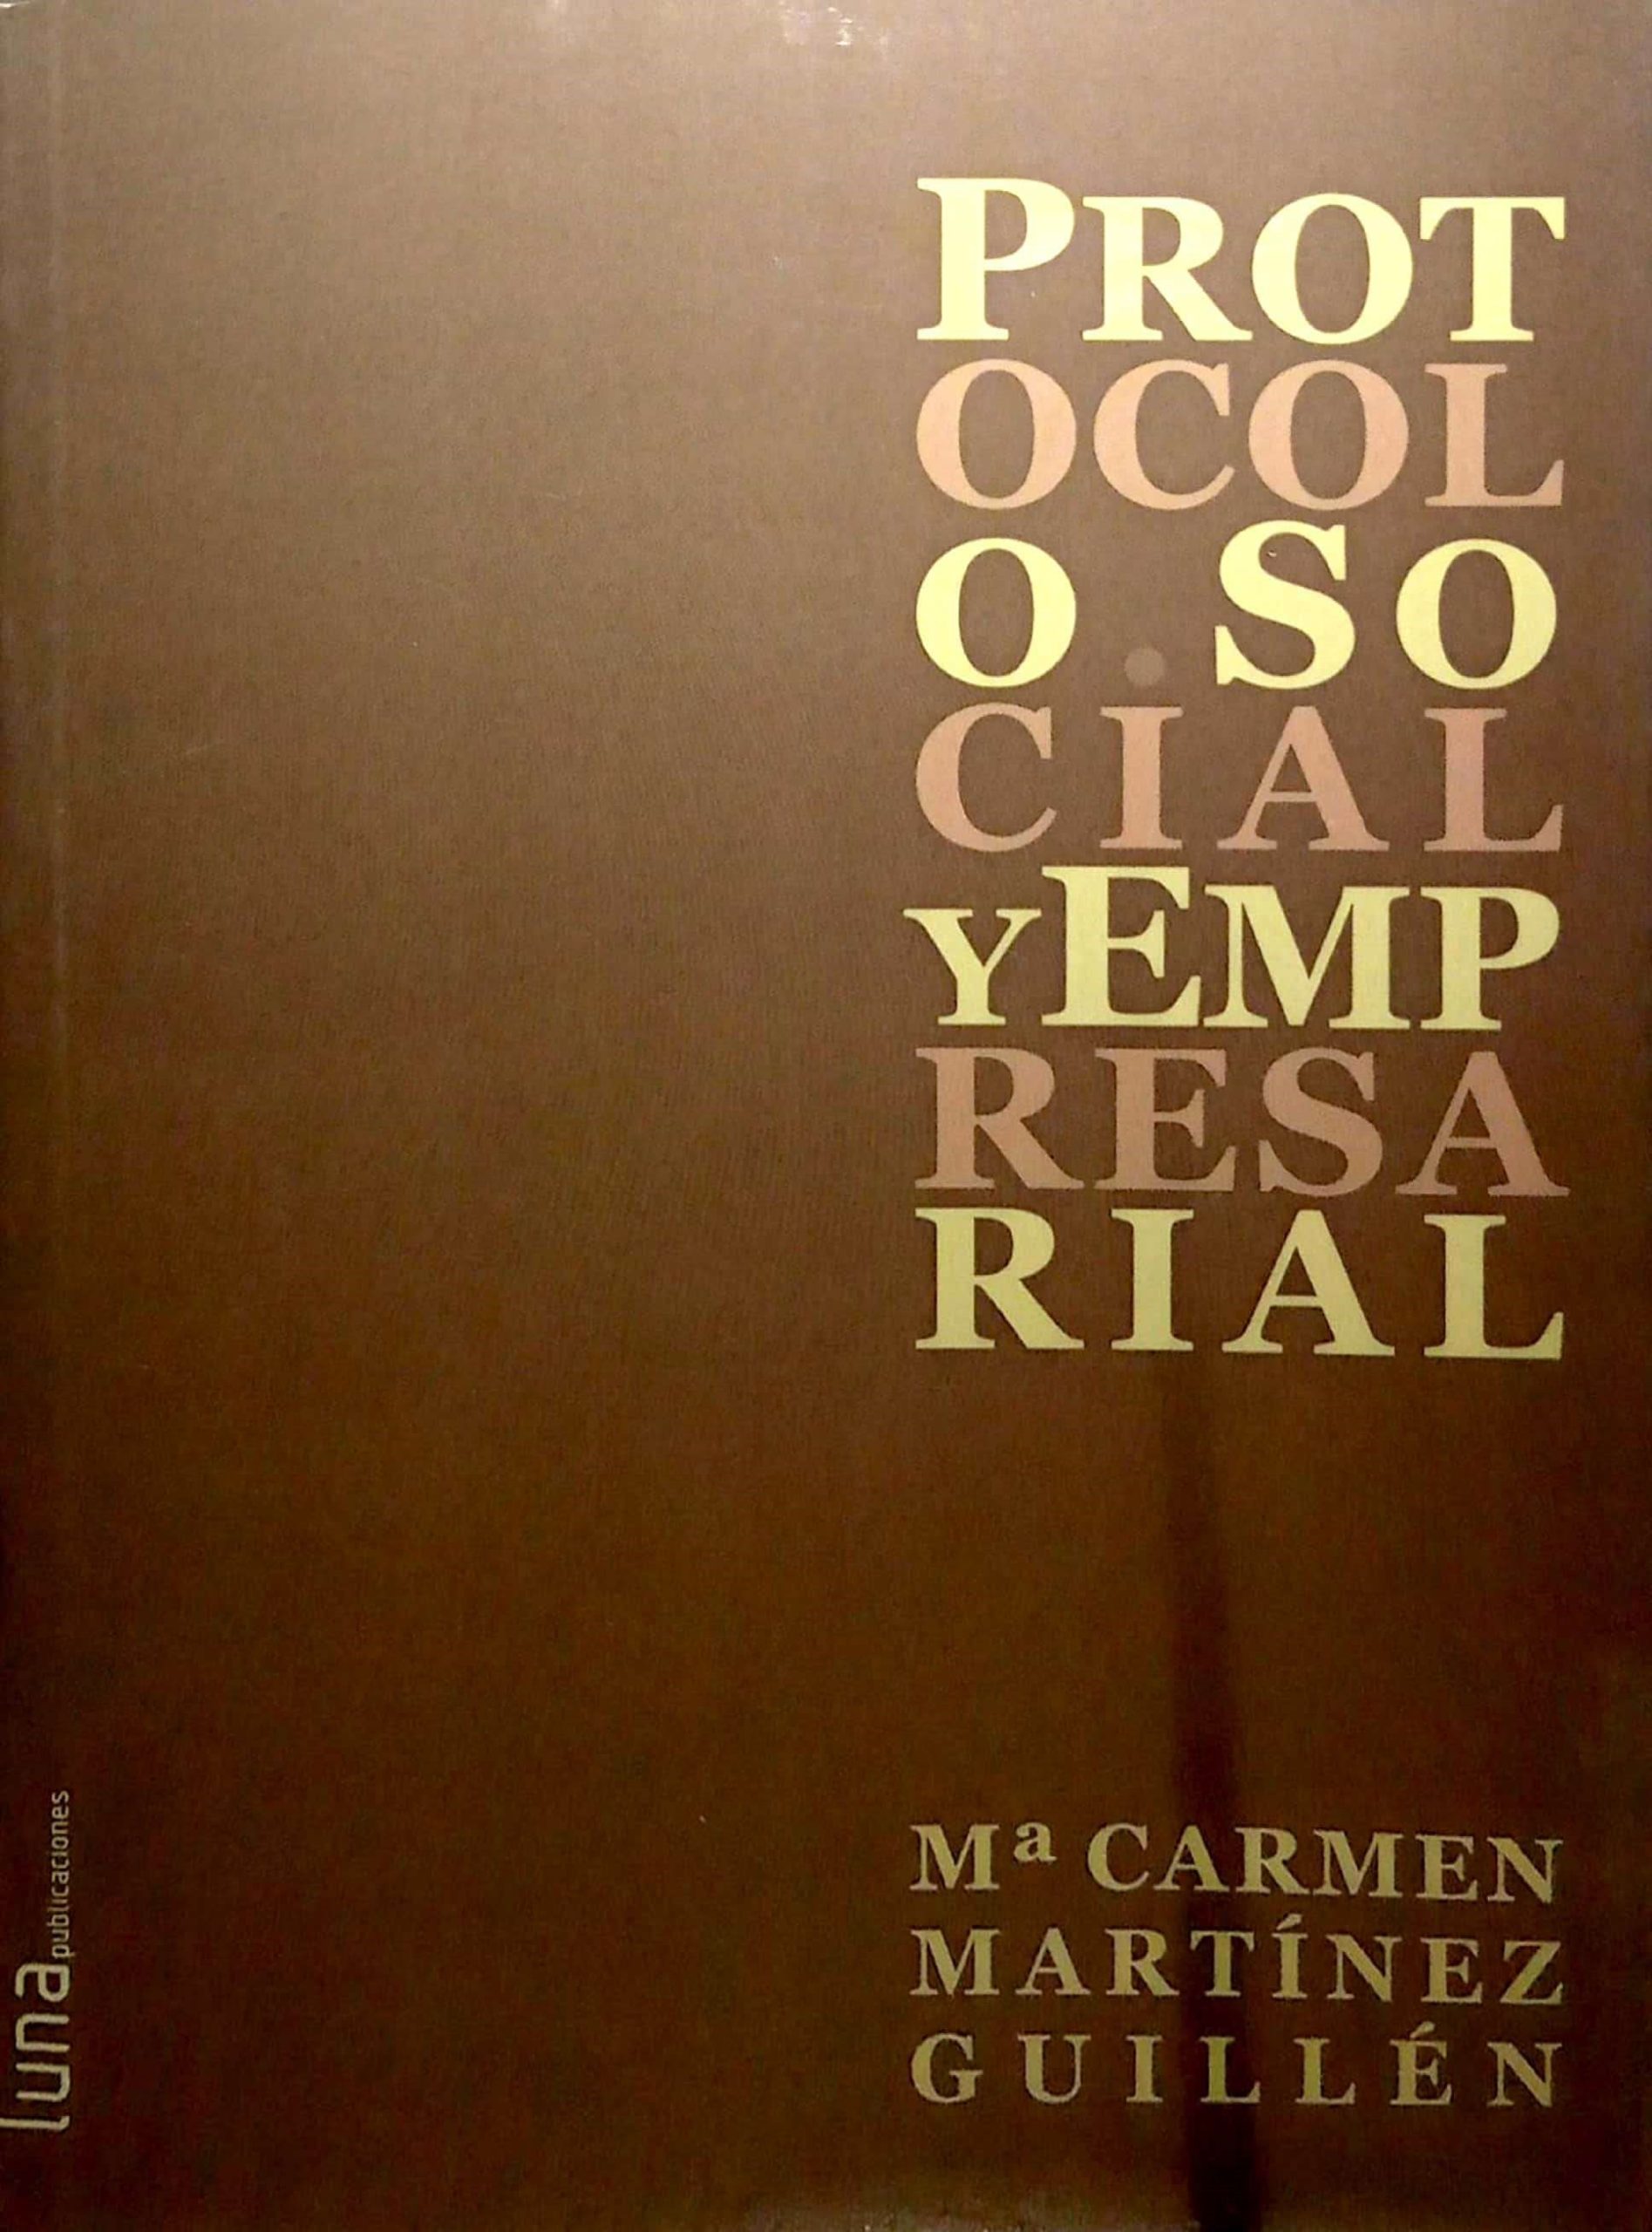 PROT
OCOL
O SO
CIAL
YEMP
RESA
RIAL
Mª CARMEN
MARTÍNEZ
GUILLÉN
luna publicaciones